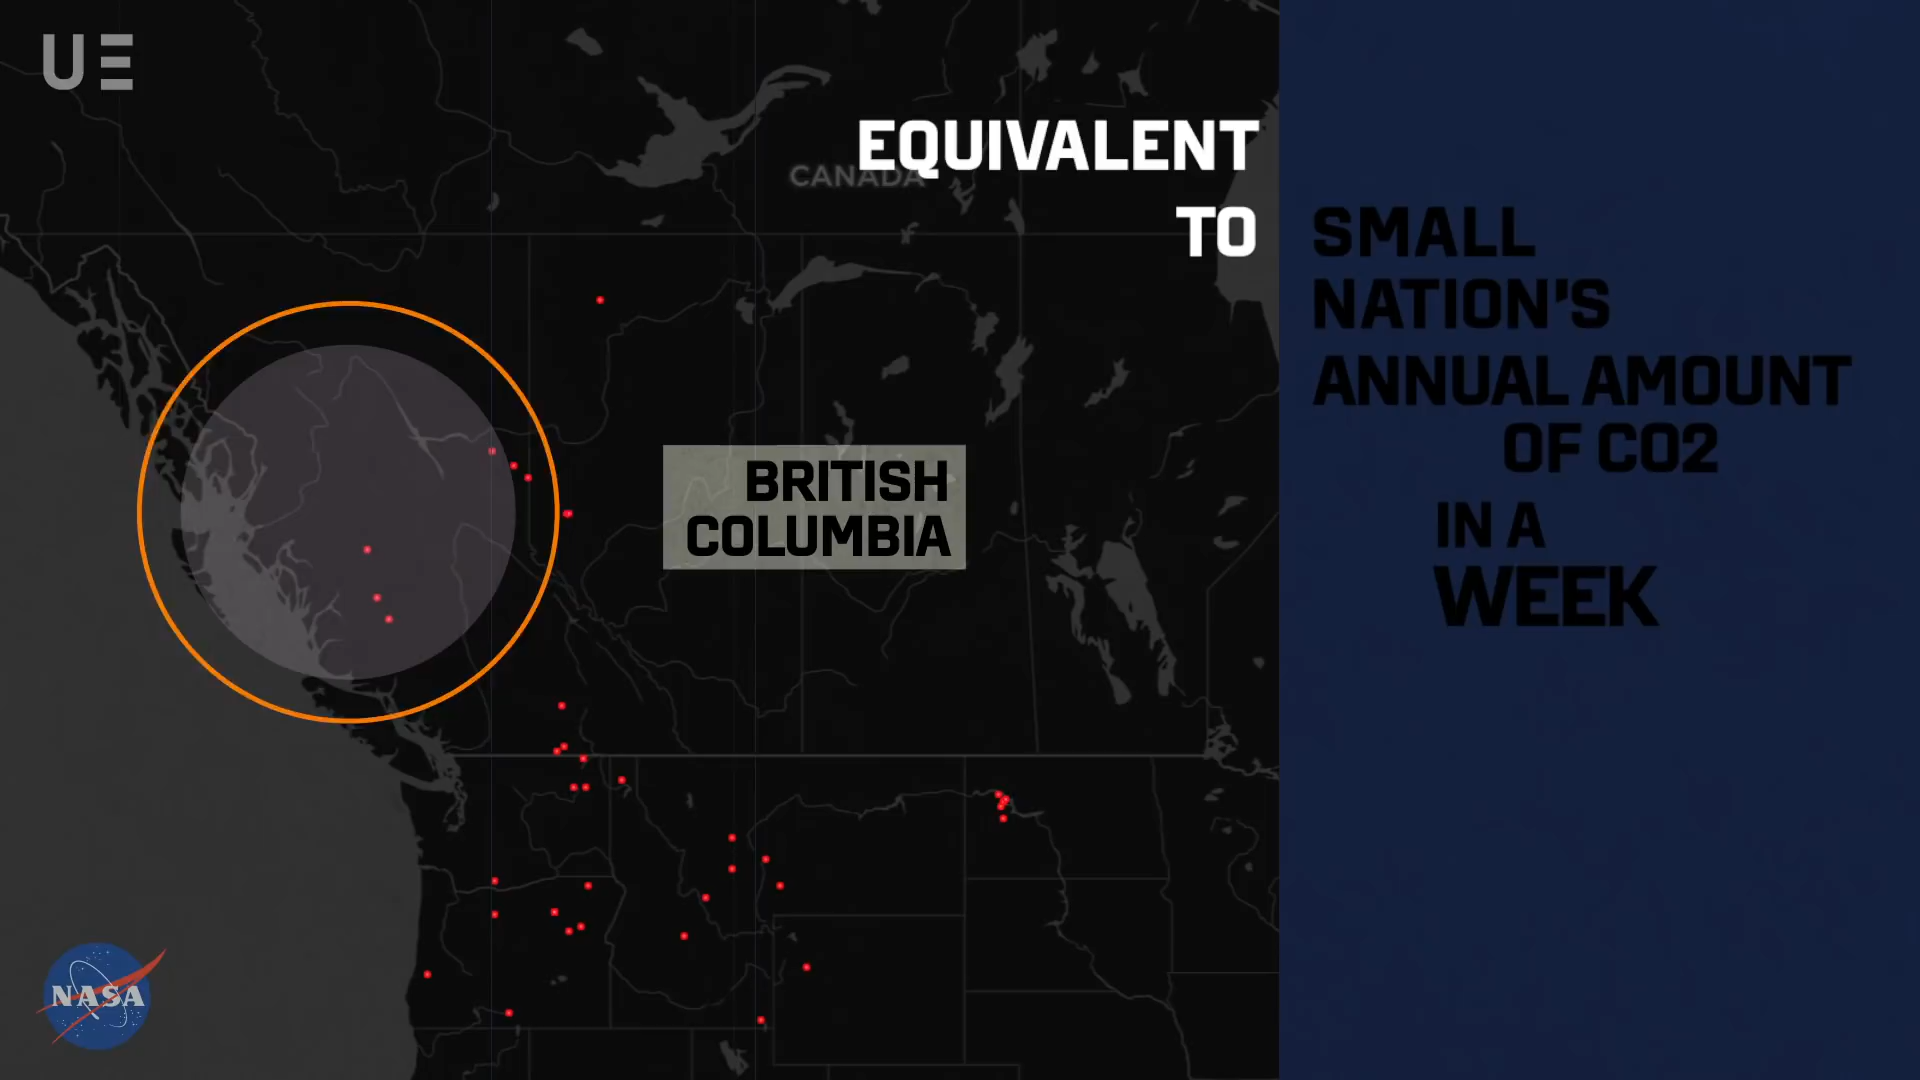 UE
EQUIVALENT
CANADA
TO
SMALL
NATION'S
ANNUAL AMOUNT
OF CO2
IN A
WEEK
BRITISH
COLUMBIA
NASA